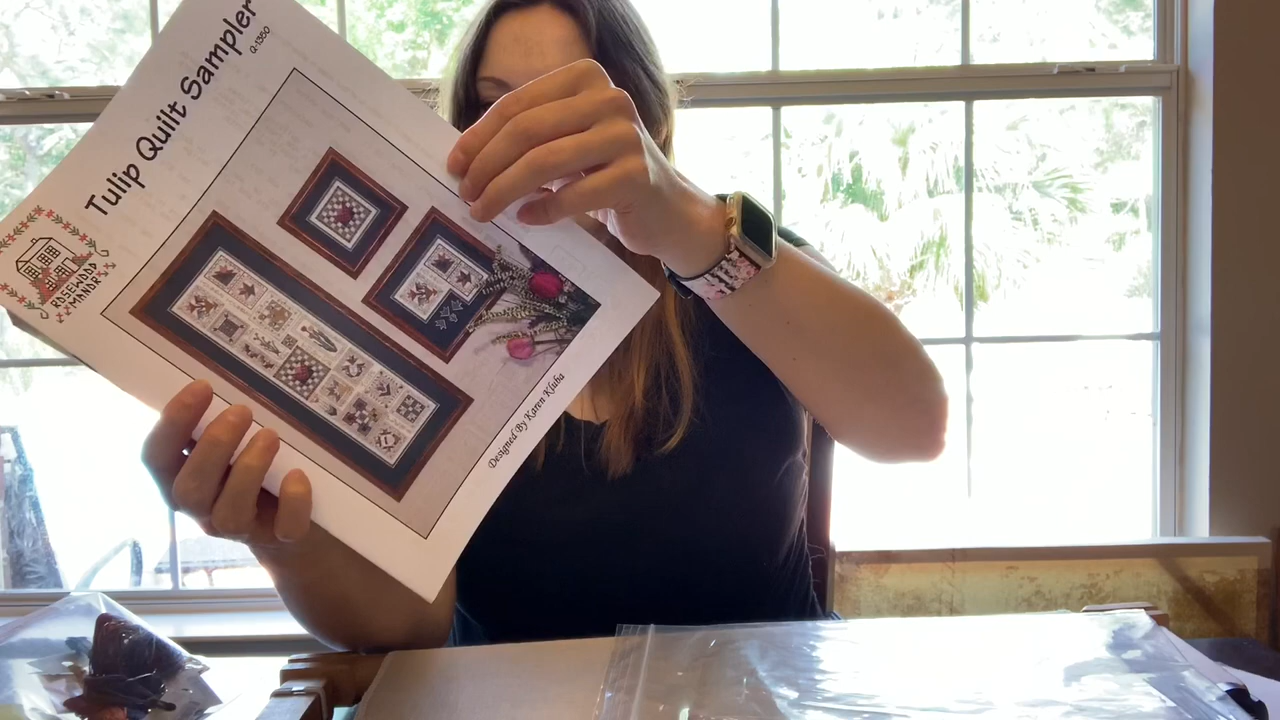 Tulip Quilt Sampler
Q-1360
ROSEWOOD
MANOR
Designed By Karen Kluba